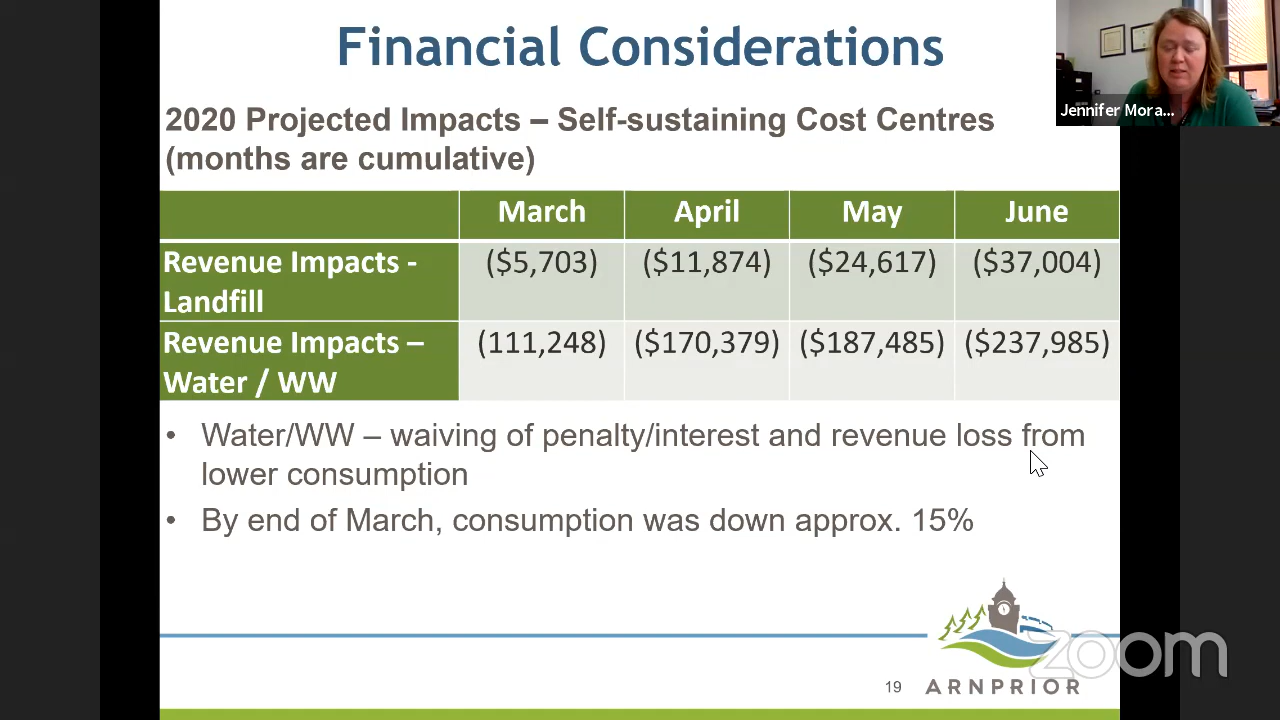 Financial Considerations
Jennifer Mora...
2020 Projected Impacts – Self-sustaining Cost Centres
(months are cumulative)
March April May June
Revenue Impacts - Landfill ($5,703) ($11,874) ($24,617) ($37,004)
Revenue Impacts – Water / WW (111,248) ($170,379) ($187,485) ($237,985)
• Water/WW – waiving of penalty/interest and revenue loss from
lower consumption
• By end of March, consumption was down approx. 15%
zoom
19 ARNPRIOR